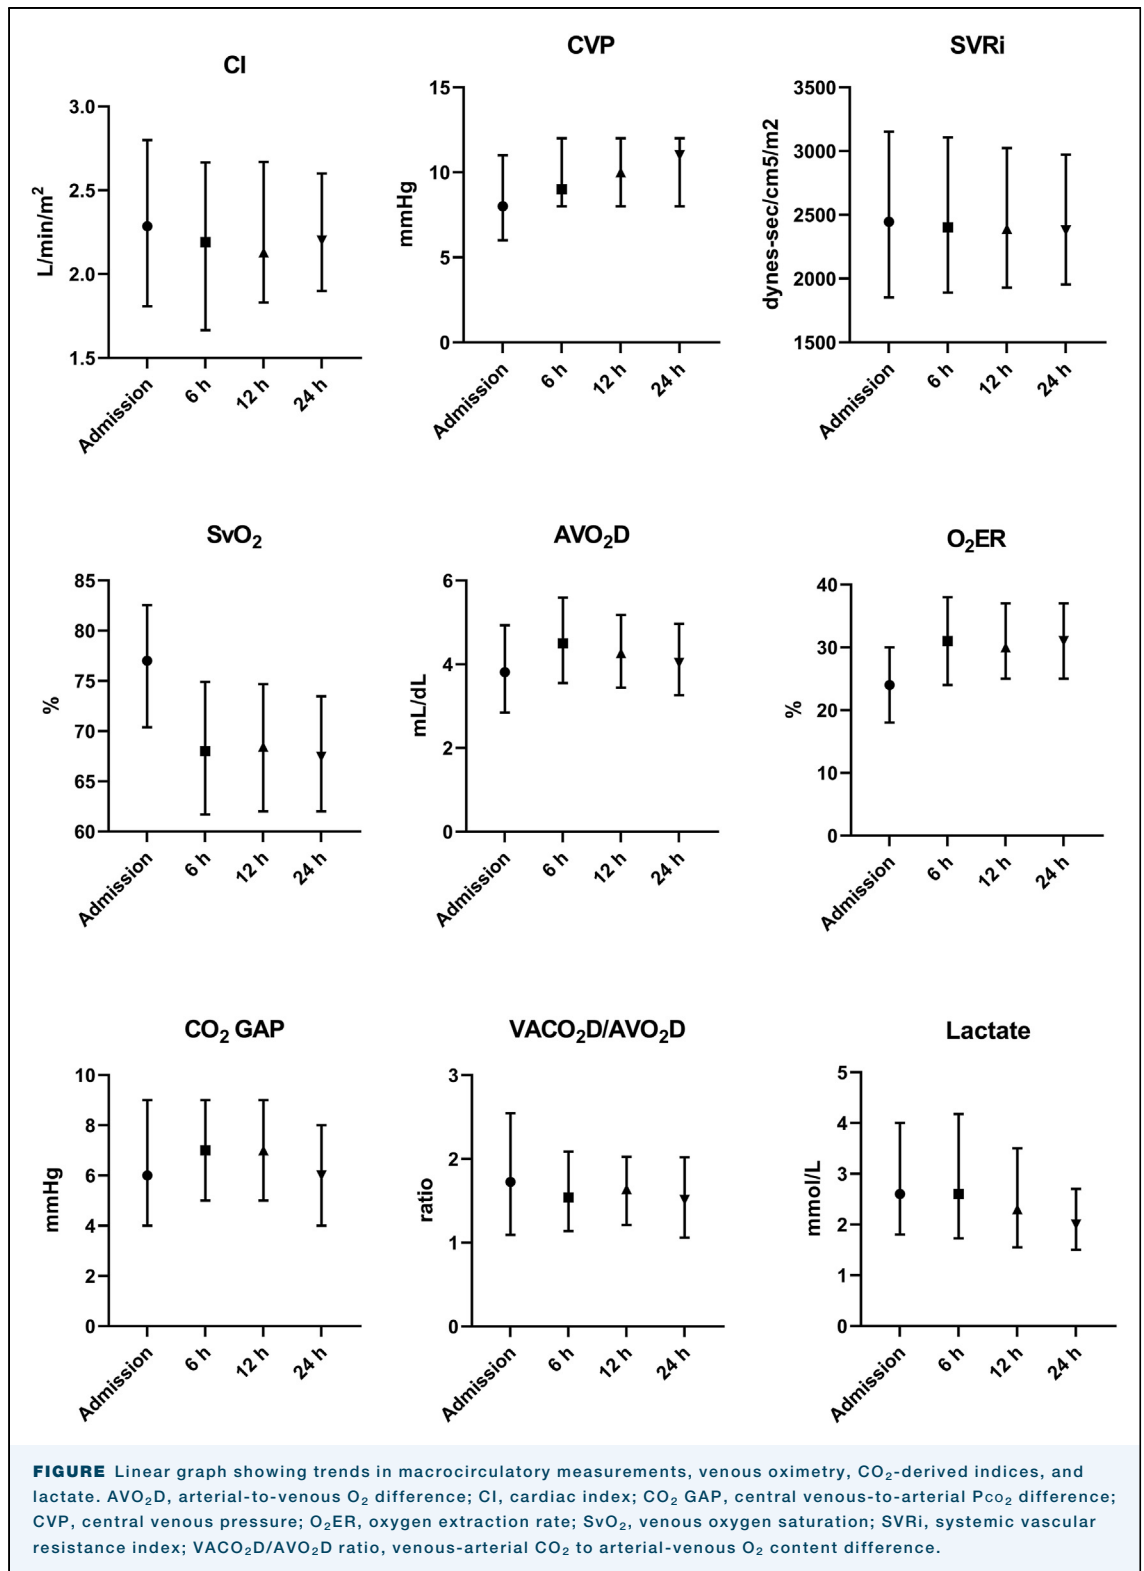 CI
L/min/m²
3.0
2.5
2.0
1.5
Admission
6 h
12 h
24 h
CVP
mmHg
15
10
5
0
Admission
6 h
12 h
24 h
SVRi
dynes-sec/cm5/m2
3500
3000
2500
2000
1500
Admission
6 h
12 h
24 h
SvO₂
%
85
80
75
70
65
60
Admission
6 h
12 h
24 h
AVO₂D
mL/dL
6
4
2
0
Admission
6 h
12 h
24 h
O₂ER
%
40
30
20
10
0
Admission
6 h
12 h
24 h
CO₂ GAP
mmHg
10
8
6
4
2
0
Admission
6 h
12 h
24 h
VACO₂D/AVO₂D
ratio
3
2
1
0
Admission
6 h
12 h
24 h
Lactate
mmol/L
5
4
3
2
1
0
Admission
6 h
12 h
24 h
FIGURE Linear graph showing trends in macrocirculatory measurements, venous oximetry, CO₂-derived indices, and
lactate. AVO₂D, arterial-to-venous O₂ difference; CI, cardiac index; CO₂ GAP, central venous-to-arterial Pco₂ difference;
CVP, central venous pressure; O₂ER, oxygen extraction rate; SvO₂, venous oxygen saturation; SVRi, systemic vascular
resistance index; VACO₂D/AVO₂D ratio, venous-arterial CO₂ to arterial-venous O₂ content difference.